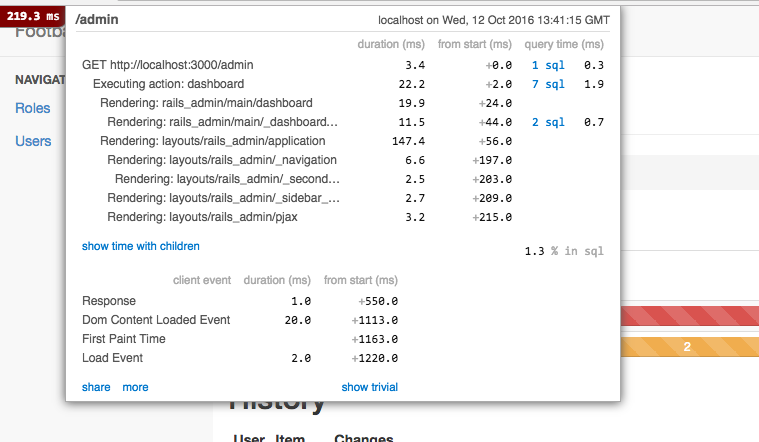 219.3 ms
/admin localhost on Wed, 12 Oct 2016 13:41:15 GMT
duration (ms) from start (ms) query time (ms)
GET http://localhost:3000/admin 3.4 +0.0 1 sql 0.3
Executing action: dashboard 22.2 +2.0 7 sql 1.9
Rendering: rails_admin/main/dashboard 19.9 +24.0
Rendering: rails_admin/main/_dashboard... 11.5 +44.0 2 sql 0.7
Rendering: layouts/rails_admin/application 147.4 +56.0
Rendering: layouts/rails_admin/_navigation 6.6 +197.0
Rendering: layouts/rails_admin/_second... 2.5 +203.0
Rendering: layouts/rails_admin/_sidebar_... 2.7 +209.0
Rendering: layouts/rails_admin/pjax 3.2 +215.0
show time with children 1.3 % in sql
client event duration (ms) from start (ms)
Response 1.0 +550.0
Dom Content Loaded Event 20.0 +1113.0
First Paint Time +1163.0
Load Event 2.0 +1220.0
share more show trivial
Footba
NAVIGAT
Roles
Users
2
History
User Item Changes